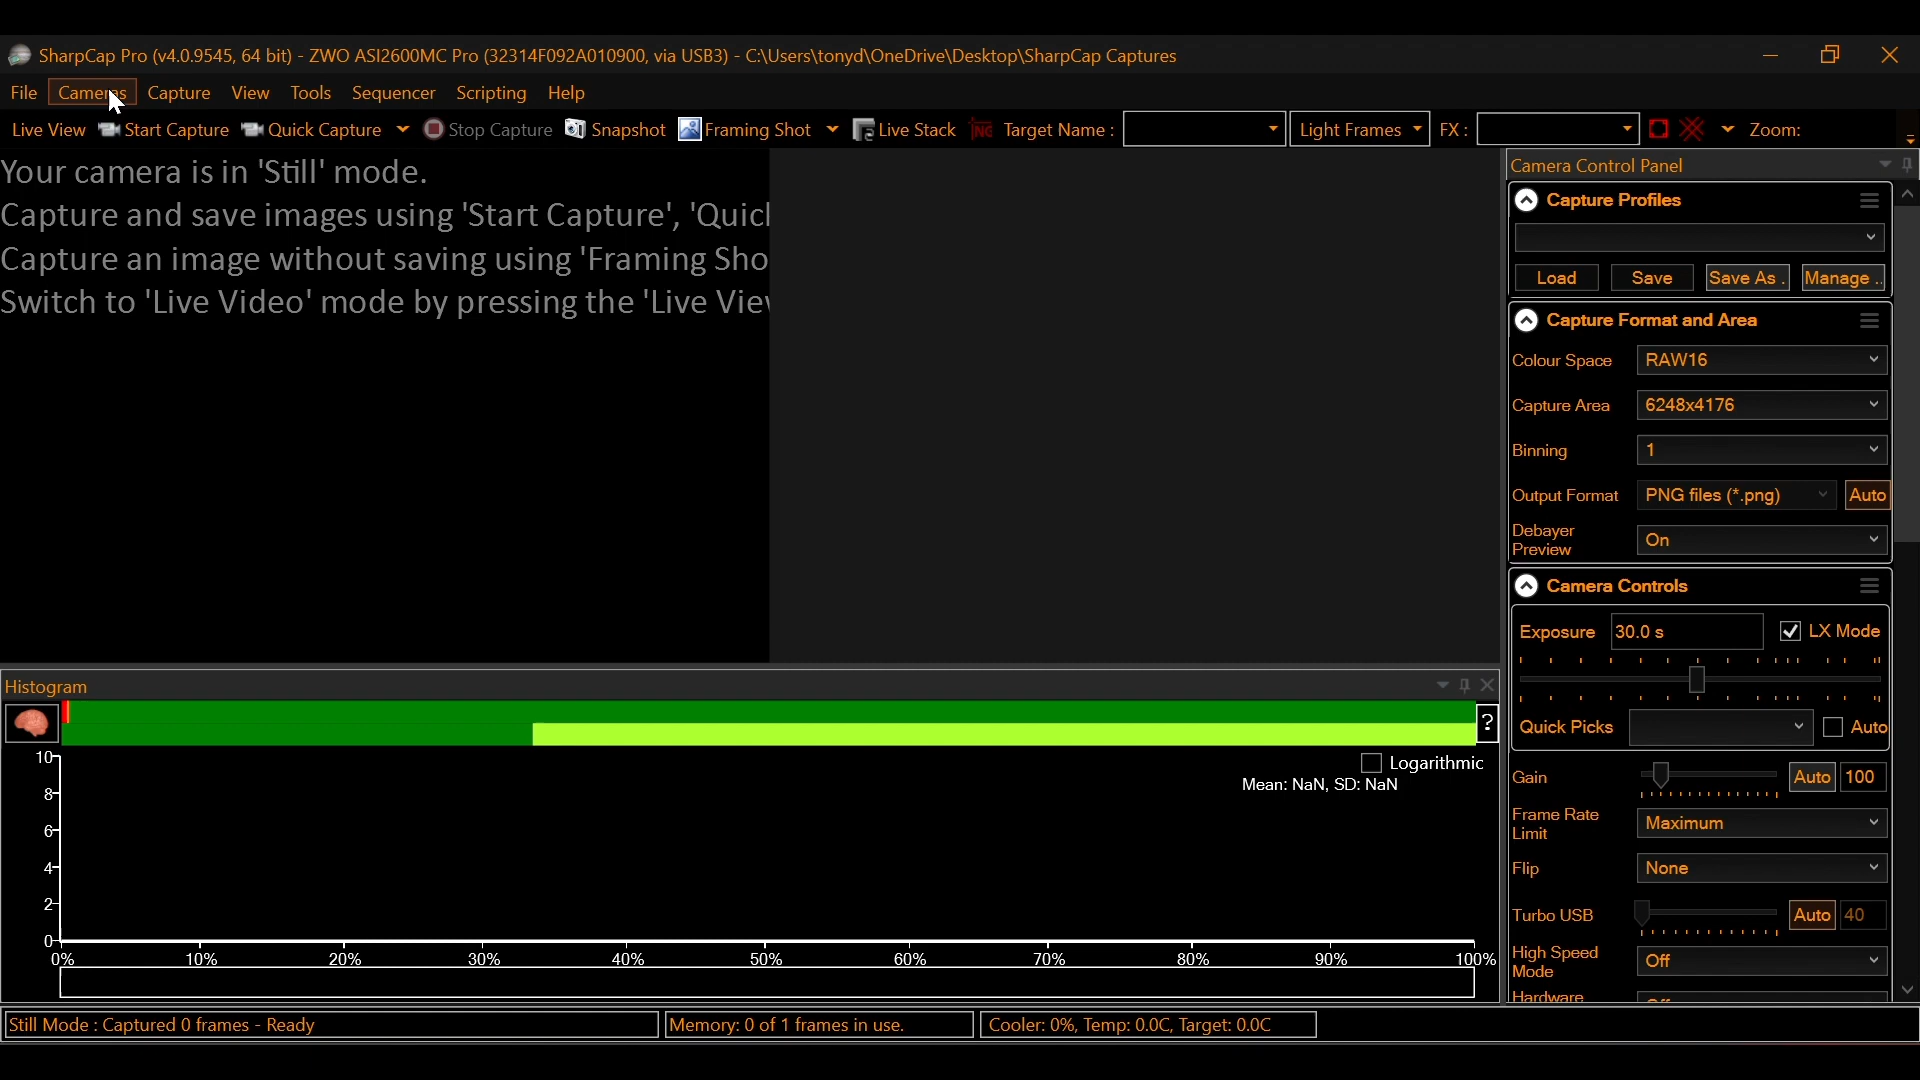 SharpCap Pro (v4.0.9545, 64 bit) - ZWO ASI2600MC Pro (32314F092A010900, via USB3) - C:\Users\tonyd\OneDrive\Desktop\SharpCap Captures
File Cameras Capture View Tools Sequencer Scripting Help
Live View Start Capture Quick Capture Stop Capture Snapshot Framing Shot Live Stack Target Name : Light Frames FX : Zoom:
Your camera is in 'Still' mode.
Capture and save images using 'Start Capture', 'Quick
Capture an image without saving using 'Framing Sho
Switch to 'Live Video' mode by pressing the 'Live View
Camera Control Panel
Capture Profiles
Load Save Save As . Manage ..
Capture Format and Area
Colour Space RAW16
Capture Area 6248x4176
Binning 1
Output Format PNG files (*.png) Auto
Debayer
Preview
On
Camera Controls
Exposure 30.0 s LX Mode
Quick Picks Auto
Gain Auto 100
Frame Rate
Limit
Maximum
Flip None
Turbo USB Auto 40
High Speed
Mode
Off
Hardware
Histogram
?
Logarithmic
Mean: NaN, SD: NaN
10
8
6
4
2
0
0% 10% 20% 30% 40% 50% 60% 70% 80% 90% 100%
Still Mode : Captured 0 frames - Ready
Memory: 0 of 1 frames in use.
Cooler: 0%, Temp: 0.0C, Target: 0.0C